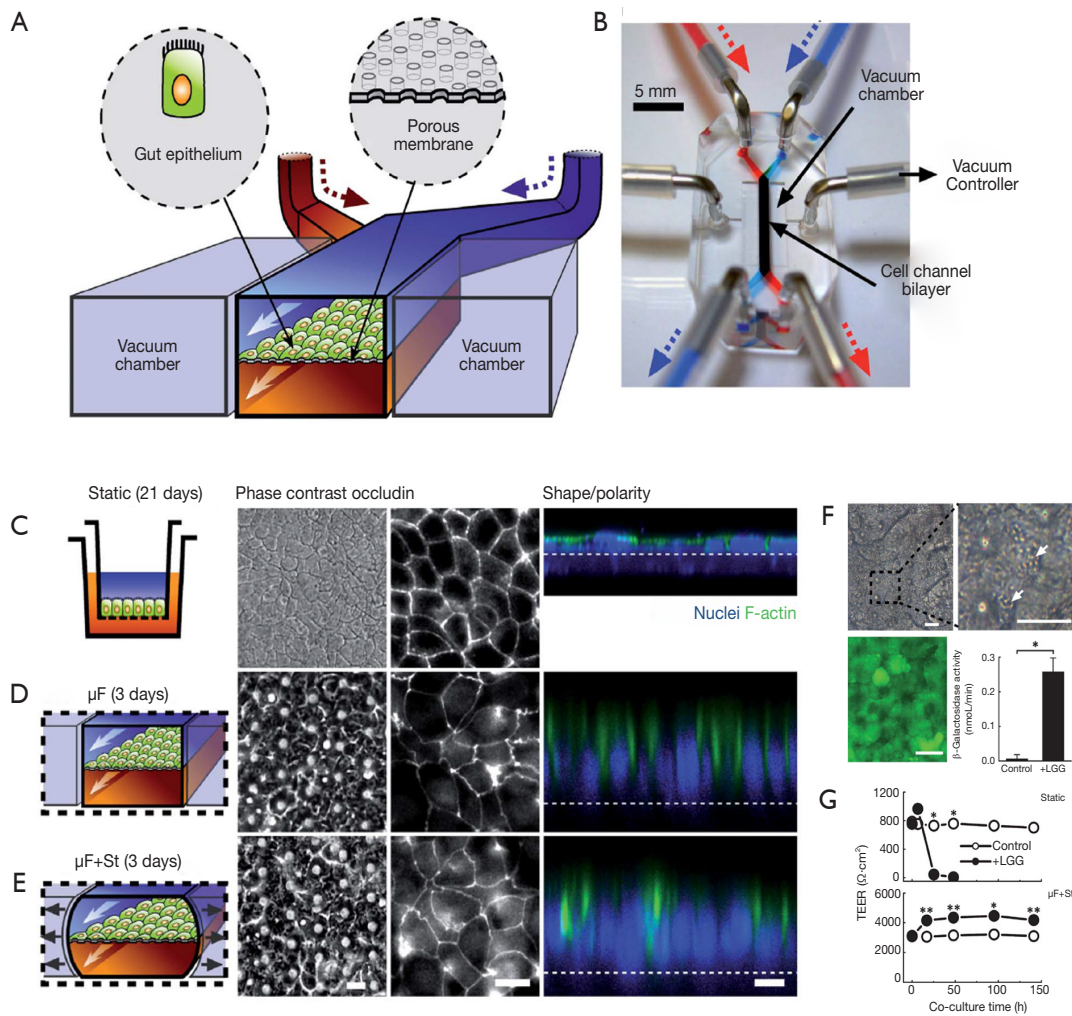 A
Gut epithelium
Porous
membrane
Vacuum
chamber
Vacuum
chamber
B
5 mm
Vacuum
chamber
Vacuum
Controller
Cell channel
bilayer
Static (21 days)
Phase contrast occludin
Shape/polarity
C
Nuclei F-actin
D
µF (3 days)
E
µF+St (3 days)
F
β-Galactosidase activity
(nmoL/min)
0.3
0.2
0.1
0.0
*
Control
+LGG
G
Static
1200
800
400
0
* *
Control
+LGG
TEER (Ω·cm²)
µF+St
6000
4000
2000
0
** ** * **
0 50 100 150
Co-culture time (h)